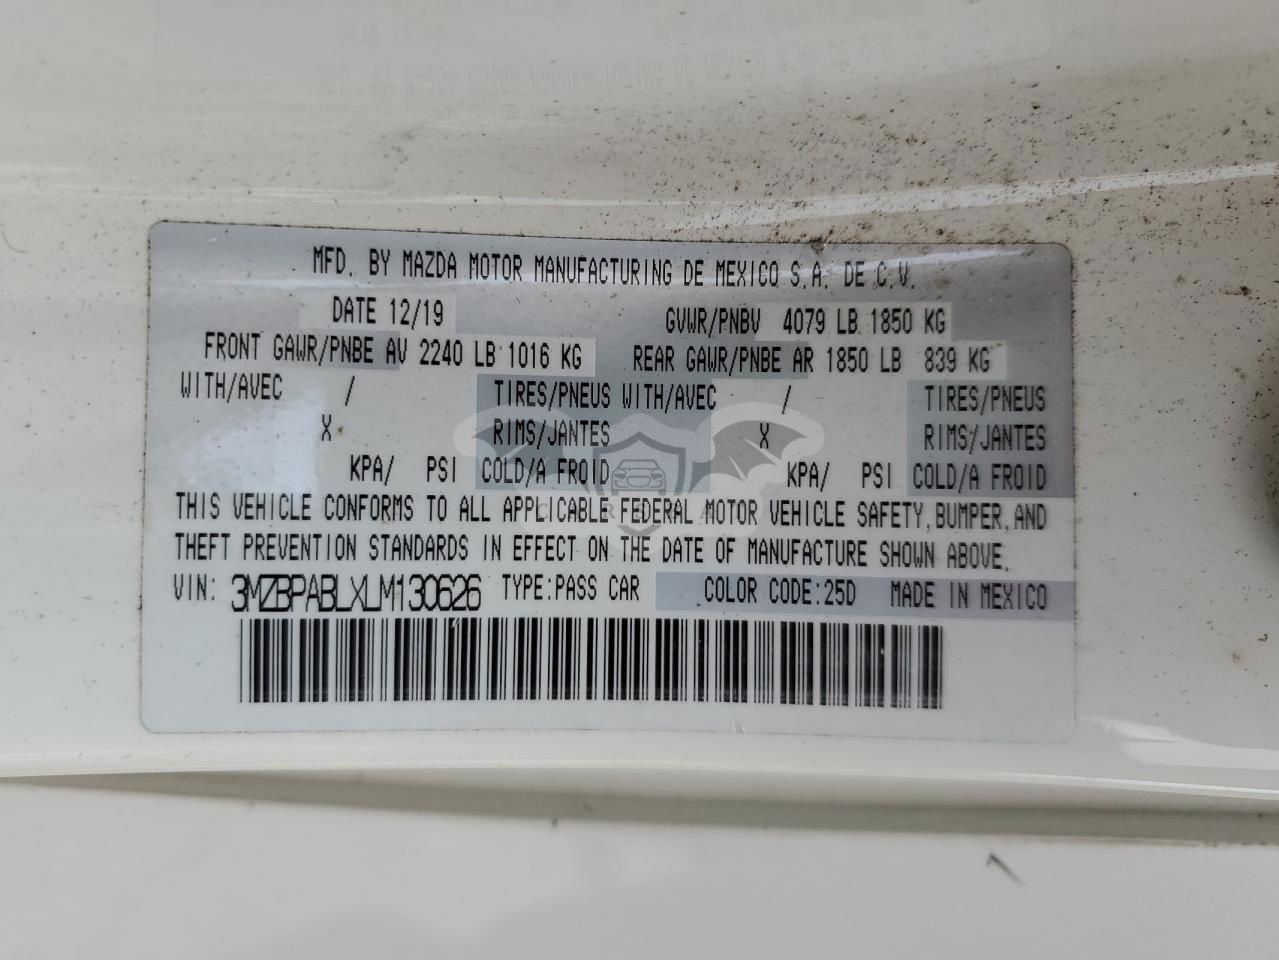 MFD. BY MAZDA MOTOR MANUFACTURING DE MEXICO S.A. DE C.V.
DATE 12/19 GVWR/PNBV 4079 LB 1850 KG
FRONT GAWR/PNBE AV 2240 LB 1016 KG REAR GAWR/PNBE AR 1850 LB 839 KG
WITH/AVEC / TIRES/PNEUS WITH/AVEC / TIRES/PNEUS
X RIMS/JANTES X RIMS/JANTES
KPA/ PSI COLD/A FROID KPA/ PSI COLD/A FROID
THIS VEHICLE CONFORMS TO ALL APPLICABLE FEDERAL MOTOR VEHICLE SAFETY, BUMPER, AND
THEFT PREVENTION STANDARDS IN EFFECT ON THE DATE OF MANUFACTURE SHOWN ABOVE.
VIN: 3MZBPABLXLM130626 TYPE:PASS CAR COLOR CODE:25D MADE IN MEXICO